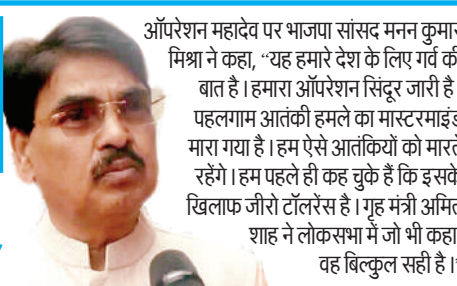 ऑपरेशन महादेव पर भाजपा सांसद मनन कुमार
मिश्रा ने कहा, “यह हमारे देश के लिए गर्व की
बात है। हमारा ऑपरेशन सिंदूर जारी है।
पहलगाम आतंकी हमले का मास्टरमाइंड
मारा गया है। हम ऐसे आतंकियों को मारते
रहेंगे। हम पहले ही कह चुके हैं कि इसके
खिलाफ जीरो टॉलरेंस है। गृह मंत्री अमित
शाह ने लोकसभा में जो भी कहा,
वह बिल्कुल सही है।”